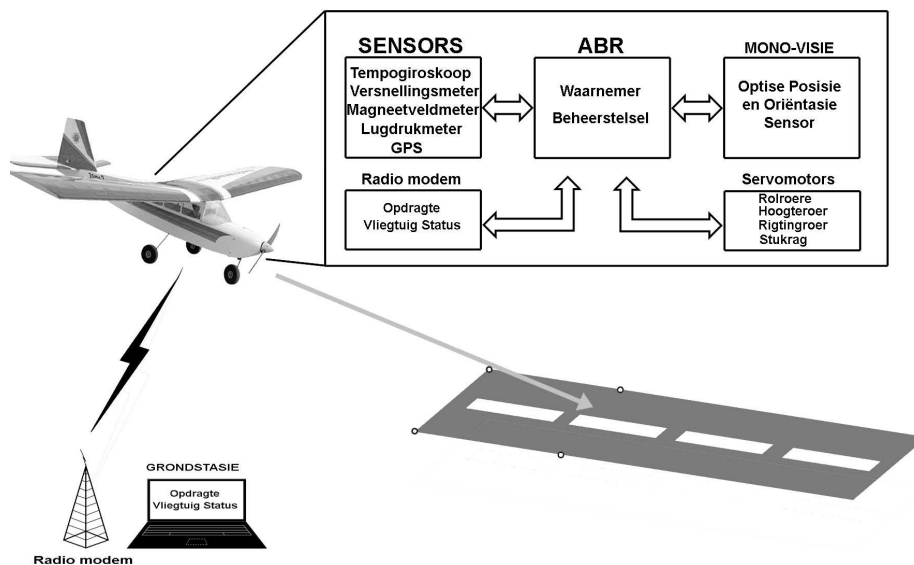 SENSORS
Tempogiroskoop
Versnellingsmeter
Magneetveldmeter
Lugdrukmeter
GPS
ABR
Waarnemer
Beheerstelsel
MONO-VISIE
Optise Posisie
en Oriëntasie
Sensor
Radio modem
Opdragte
Vliegtuig Status
Servomotors
Rolroere
Hoogteroer
Rigtingroer
Stukrag
GRONDSTASIE
Opdragte
Vliegtuig Status
Radio modem